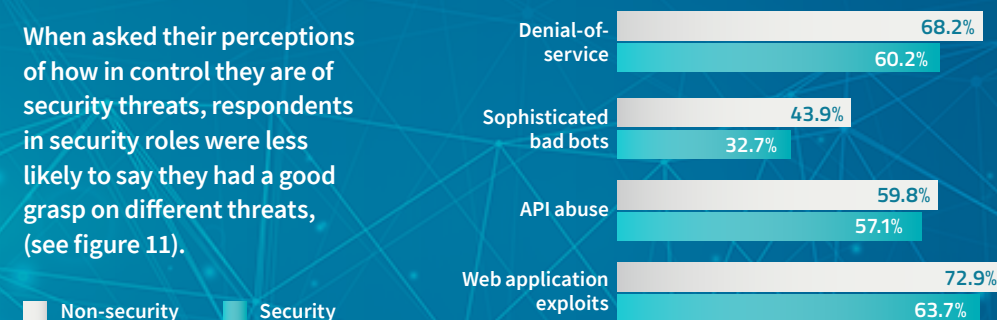 When asked their perceptions
of how in control they are of
security threats, respondents
in security roles were less
likely to say they had a good
grasp on different threats,
(see figure 11).
Non-security
Security
Denial-of-
service
68.2%
60.2%
Sophisticated
bad bots
43.9%
32.7%
API abuse
59.8%
57.1%
Web application
exploits
72.9%
63.7%